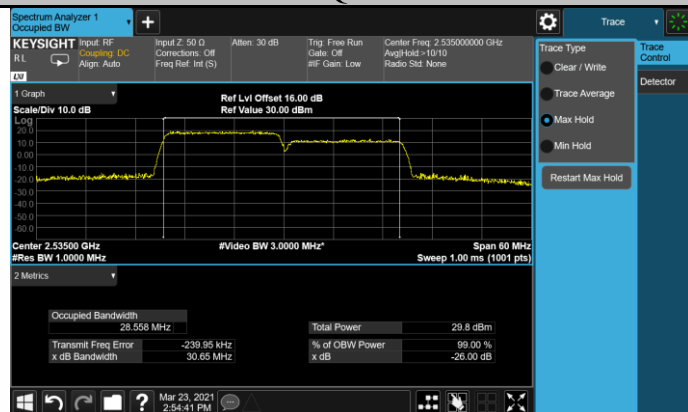 Spectrum Analyzer 1
Occupied BW
+
Trace
KEYSIGHT Input: RF Input Z: 50 Ω Atten: 30 dB Trig: Free Run Center Freq: 2.535000000 GHz
RL Coupling: DC Corrections: Off Gate: Off Avg|Hold:>10/10
Align: Auto Freq Ref: Int (S) #IF Gain: Low Radio Std: None
LXI
Trace Type
Clear / Write
Trace Average
Max Hold
Min Hold
Restart Max Hold
Trace Control
Detector
1 Graph
Ref Lvl Offset 16.00 dB
Scale/Div 10.0 dB Ref Value 30.00 dBm
Log
20.0
10.0
0.00
-10.0
-20.0
-30.0
-40.0
-50.0
-60.0
Center 2.53500 GHz #Video BW 3.0000 MHz* Span 60 MHz
#Res BW 1.0000 MHz Sweep 1.00 ms (1001 pts)
2 Metrics
Occupied Bandwidth
28.558 MHz Total Power 29.8 dBm
Transmit Freq Error -239.95 kHz % of OBW Power 99.00 %
x dB Bandwidth 30.65 MHz x dB -26.00 dB
?
Mar 23, 2021
2:54:41 PM